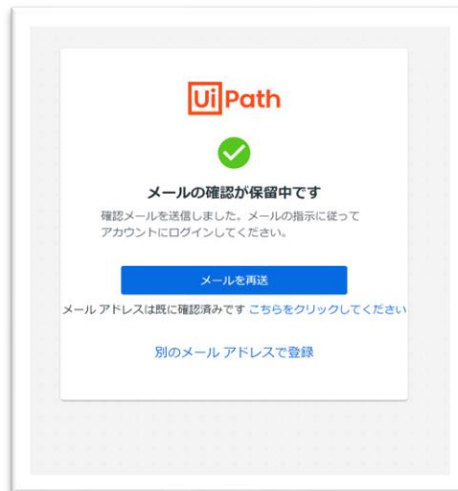 UiPath
メールの確認が保留中です
確認メールを送信しました。メールの指示に従って
アカウントにログインしてください。
メールを再送
メール アドレスは既に確認済みです こちらをクリックしてください
別のメール アドレスで登録